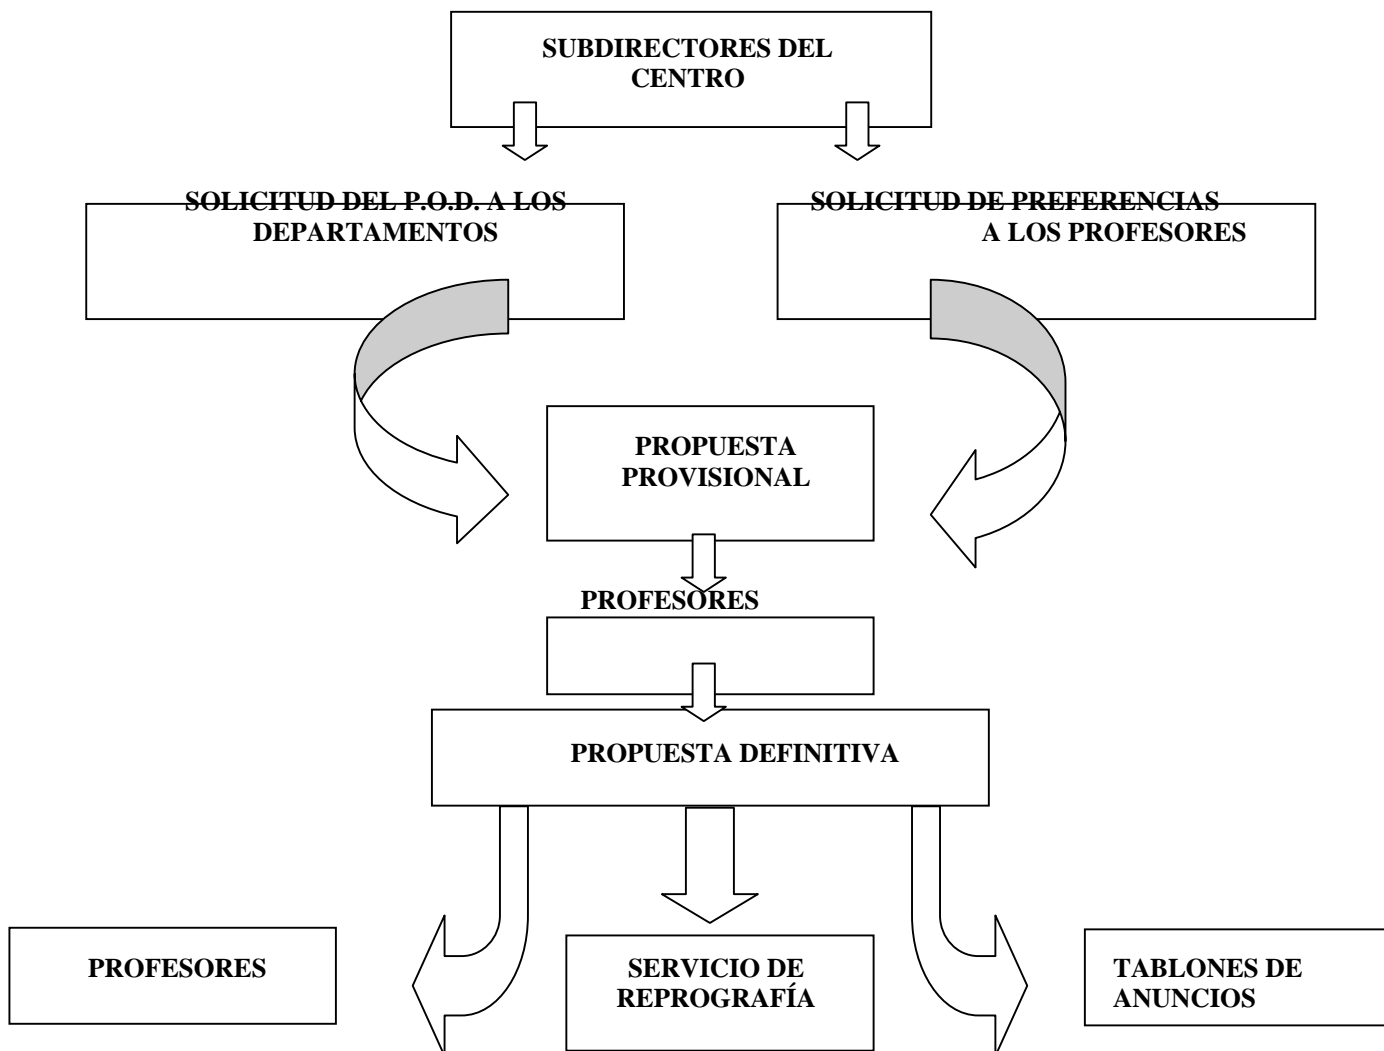 SUBDIRECTORES DEL
CENTRO
SOLICITUD DEL P.O.D. A LOS
DEPARTAMENTOS
SOLICITUD DE PREFERENCIAS
A LOS PROFESORES
PROPUESTA
PROVISIONAL
PROFESORES
PROPUESTA DEFINITIVA
PROFESORES
SERVICIO DE
REPROGRAFÍA
TABLONES DE
ANUNCIOS